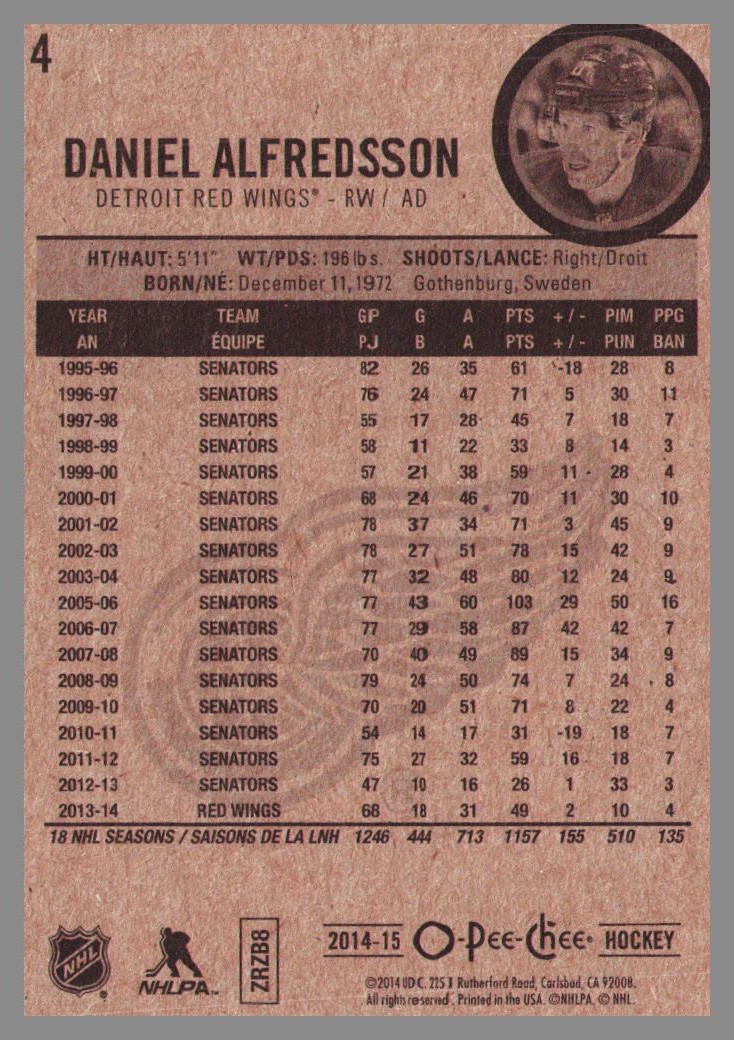 4
DANIEL ALFREDSSON
DETROIT RED WINGS® - RW / AD
HT/HAUT: 5'11" WT/PDS: 196 lbs. SHOOTS/LANCE: Right/Droit
BORN/NÉ: December 11, 1972 Gothenburg, Sweden
YEAR TEAM GP G A PTS +/- PIM PPG
AN ÉQUIPE PJ B A PTS +/- PUN BAN
1995-96 SENATORS 82 26 35 61 -18 28 8
1996-97 SENATORS 76 24 47 71 5 30 11
1997-98 SENATORS 55 17 28 45 7 18 7
1998-99 SENATORS 58 11 22 33 8 14 3
1999-00 SENATORS 57 21 38 59 11 28 4
2000-01 SENATORS 68 24 46 70 11 30 10
2001-02 SENATORS 78 37 34 71 3 45 9
2002-03 SENATORS 78 27 51 78 15 42 9
2003-04 SENATORS 77 32 48 80 12 24 9
2005-06 SENATORS 77 43 60 103 29 50 16
2006-07 SENATORS 77 29 58 87 42 42 7
2007-08 SENATORS 70 40 49 89 15 34 9
2008-09 SENATORS 79 24 50 74 7 24 8
2009-10 SENATORS 70 20 51 71 8 22 4
2010-11 SENATORS 54 14 17 31 -19 18 7
2011-12 SENATORS 75 27 32 59 16 18 7
2012-13 SENATORS 47 10 16 26 1 33 3
2013-14 RED WINGS 68 18 31 49 2 10 4
18 NHL SEASONS / SAISONS DE LA LNH 1246 444 713 1157 155 510 135
NHL
NHLPA™
ZRZB8
2014-15 O-Pee-Chee® HOCKEY
©2014 UDC. 2251 Rutherford Road, Carlsbad, CA 92008.
All rights reserved. Printed in the USA. ©NHLPA. © NHL.